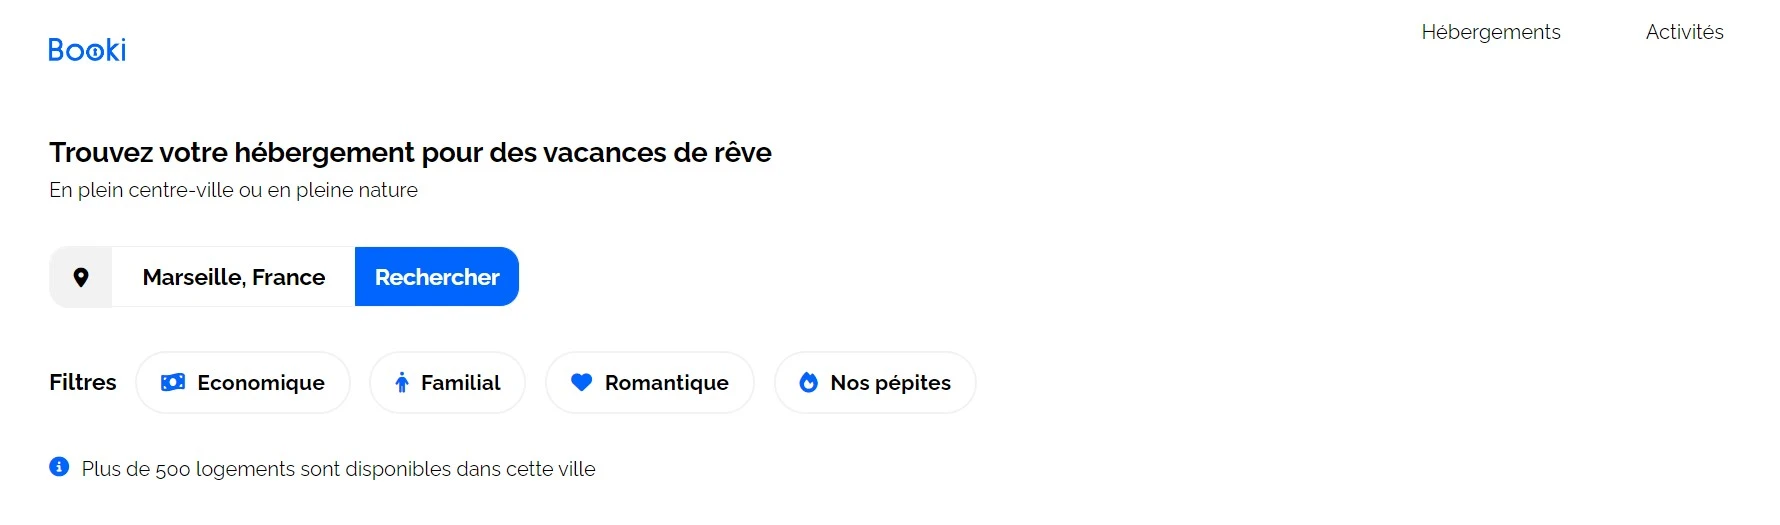 Booki
Hébergements Activités
Trouvez votre hébergement pour des vacances de rêve
En plein centre-ville ou en pleine nature
Marseille, France Rechercher
Filtres Economique Familial Romantique Nos pépites
Plus de 500 logements sont disponibles dans cette ville